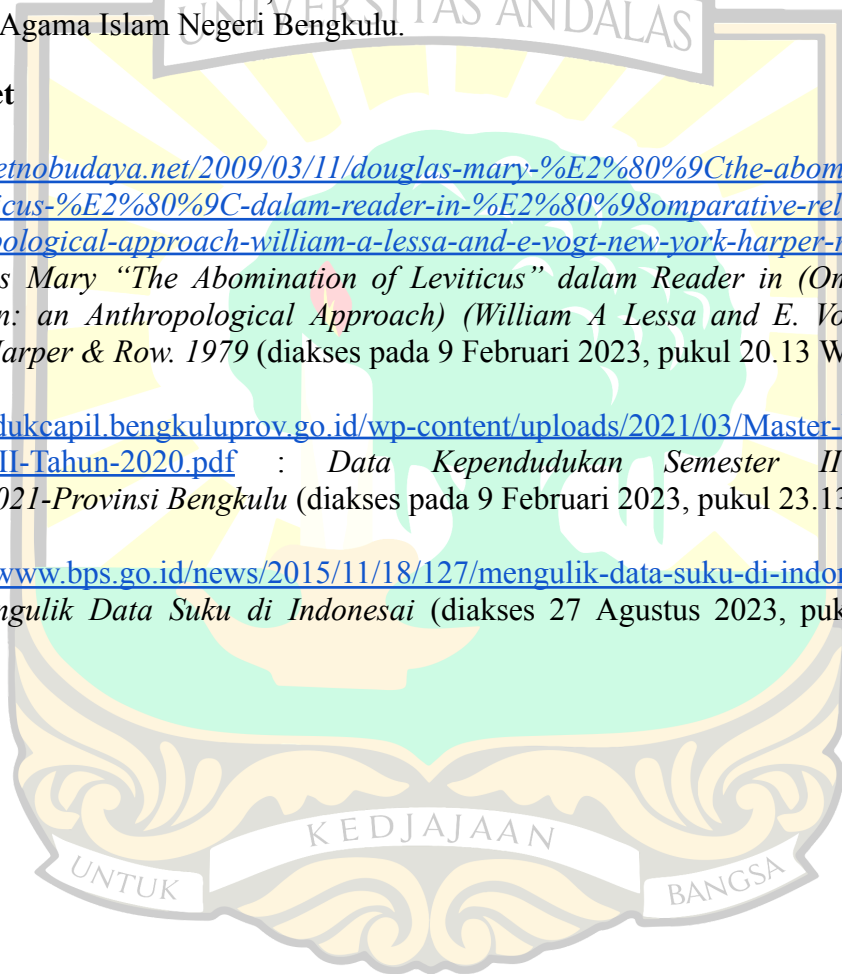 UNIVERSITAS ANDALAS
Agama Islam Negeri Bengkulu.
et
etnobudaya.net/2009/03/11/douglas-mary-%E2%80%9Cthe-abom
icus-%E2%80%9C-dalam-reader-in-%E2%80%98omparative-rel
pological-approach-william-a-lessa-and-e-vogt-new-york-harper-r
s Mary “The Abomination of Leviticus” dalam Reader in (Om
n: an Anthropological Approach) (William A Lessa and E. Vo
Harper & Row. 1979 (diakses pada 9 Februari 2023, pukul 20.13 W
dukcapil.bengkuluprov.go.id/wp-content/uploads/2021/03/Master-
II-Tahun-2020.pdf : Data Kependudukan Semester II
021-Provinsi Bengkulu (diakses pada 9 Februari 2023, pukul 23.13
www.bps.go.id/news/2015/11/18/127/mengulik-data-suku-di-indon
ngulik Data Suku di Indonesai (diakses 27 Agustus 2023, puk
KEDJAJAAN
UNTUK
BANGSA